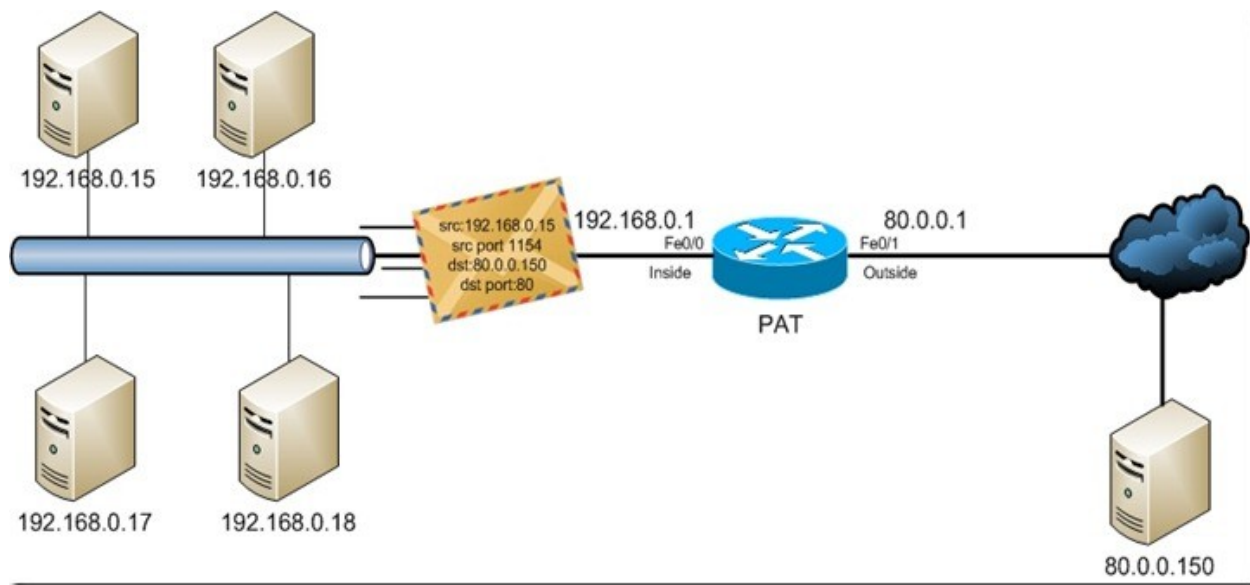 192.168.0.15
192.168.0.16
src:192.168.0.15
src port 1154
dst:80.0.0.150
dst port:80
192.168.0.1
Fe0/0
Inside
80.0.0.1
Fe0/1
Outside
PAT
192.168.0.17
192.168.0.18
80.0.0.150